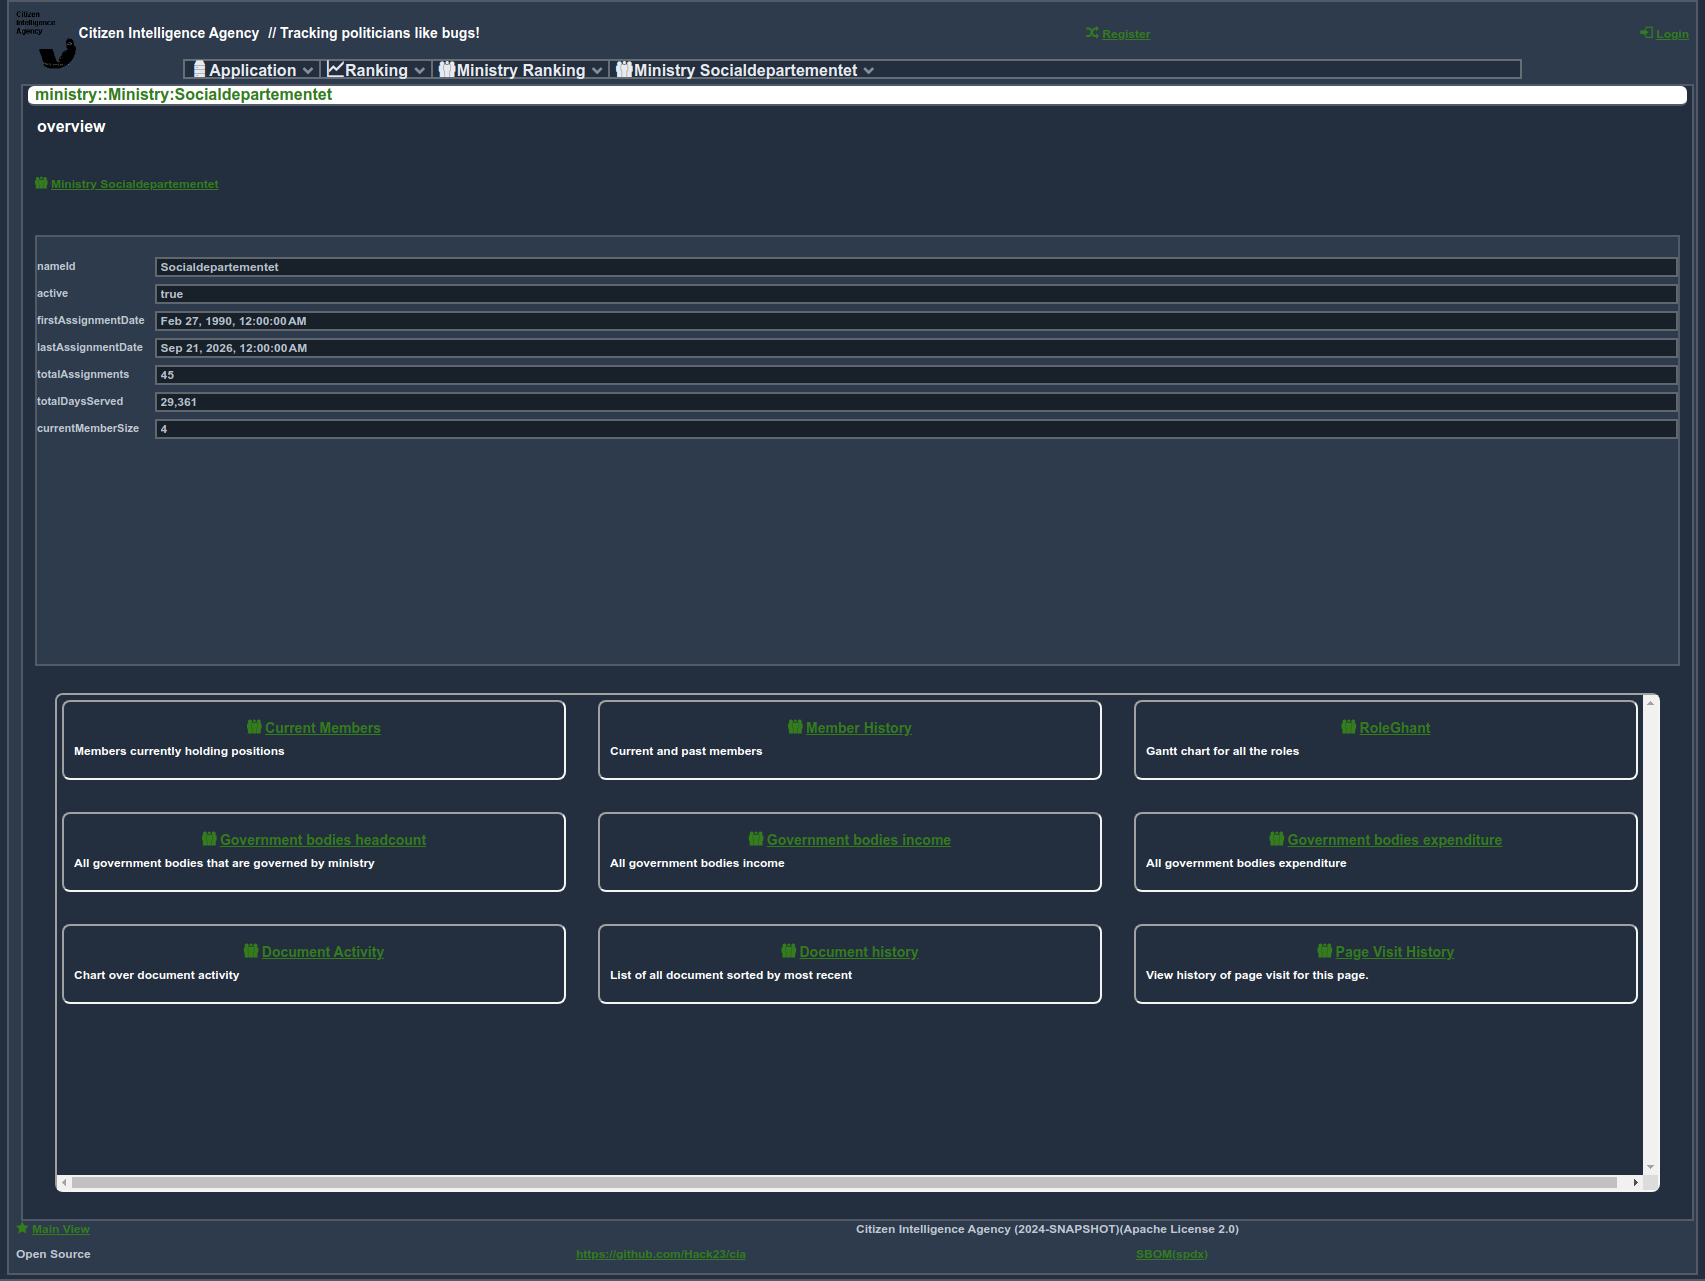 Citizen
Intelligence
Agency
Citizen Intelligence Agency // Tracking politicians like bugs!
Register
Login
Application
Ranking
Ministry Ranking
Ministry Socialdepartementet
ministry::Ministry:Socialdepartementet
overview
Ministry Socialdepartementet
nameId Socialdepartementet
active true
firstAssignmentDate Feb 27, 1990, 12:00:00 AM
lastAssignmentDate Sep 21, 2026, 12:00:00 AM
totalAssignments 45
totalDaysServed 29,361
currentMemberSize 4
Current Members
Members currently holding positions
Member History
Current and past members
RoleGhant
Gantt chart for all the roles
Government bodies headcount
All government bodies that are governed by ministry
Government bodies income
All government bodies income
Government bodies expenditure
All government bodies expenditure
Document Activity
Chart over document activity
Document history
List of all document sorted by most recent
Page Visit History
View history of page visit for this page.
Main View
Citizen Intelligence Agency (2024-SNAPSHOT)(Apache License 2.0)
Open Source
https://github.com/Hack23/cia
SBOM(spdx)